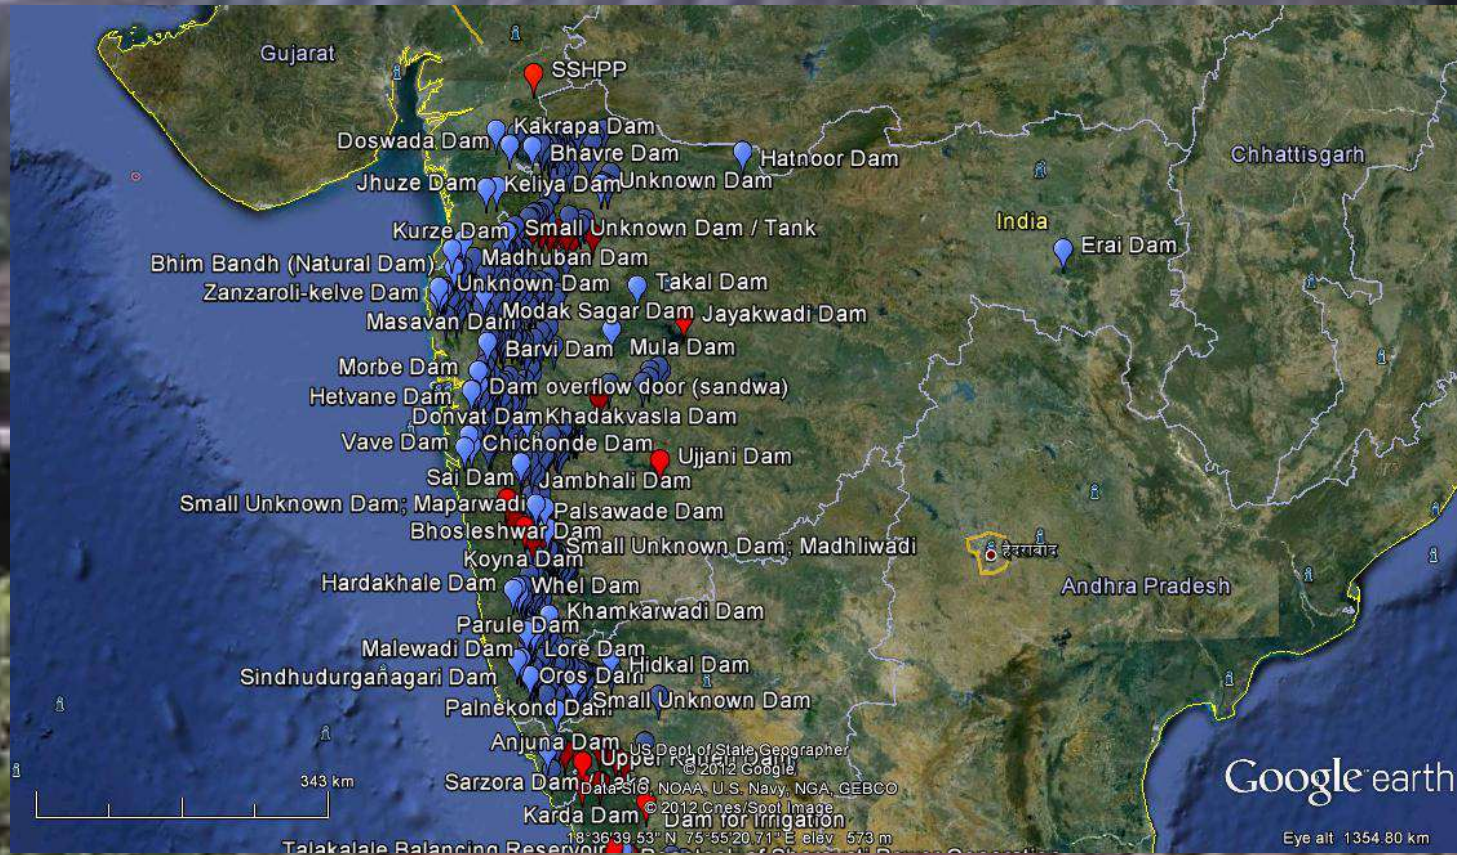 Gujarat
SSHPP
Kakrapa Dam
Doswada Dam
Bhavre Dam
Hatnoor Dam
Chhattisgarh
Jhuze Dam
Keliya Dam
Unknown Dam
India
Kurze Dam
Small Unknown Dam / Tank
Erai Dam
Madhuban Dam
Bhim Bandh (Natural Dam)
Unknown Dam
Takal Dam
Zanzaroli-kelve Dam
Modak Sagar Dam
Jayakwadi Dam
Masavan Dam
Barvi Dam
Mula Dam
Morbe Dam
Dam overflow door (sandwa)
Hetvane Dam
Donvat Dam
Khadakvasla Dam
Vave Dam
Chichonde Dam
Ujjani Dam
Sai Dam
Jambhali Dam
Small Unknown Dam; Maparwadi
Palsawade Dam
Bhosleshwar Dam
Small Unknown Dam; Madhliwadi
हैदराबाद
Koyna Dam
Hardakhale Dam
Whel Dam
Andhra Pradesh
Khamkarwadi Dam
Parule Dam
Malewadi Dam
Lore Dam
Hidkal Dam
Sindhudurganagari Dam
Oros Dam
Small Unknown Dam
Palnekond Dam
Anjuna Dam
US Dept of State Geographer
© 2012 Google
343 km
Sarzora Dam
Data SIO, NOAA, U.S. Navy, NGA, GEBCO
Google earth
© 2012 Cnes/Spot Image
Karda Dam
Dam for Irrigation
18°36'39.53" N 75°55'20.71" E elev 573 m
Eye alt 1354.80 km
Talakalale Balancing Reservoir